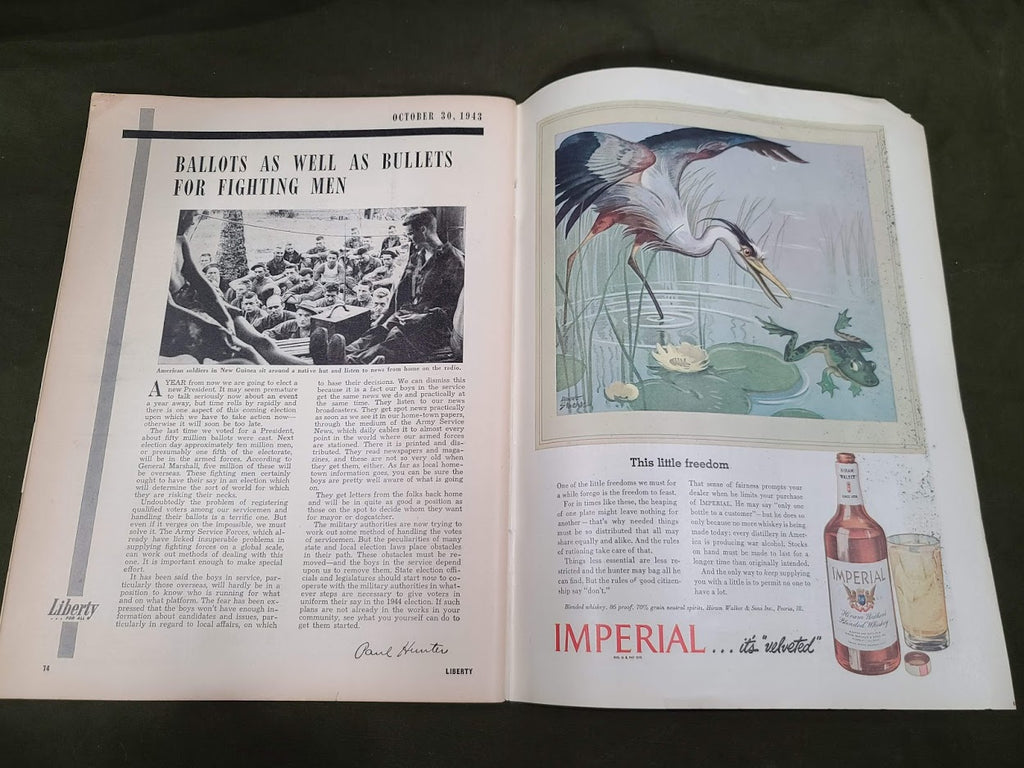 OCTOBER 30, 1943
BALLOTS AS WELL AS BULLETS
FOR FIGHTING MEN
American soldiers in New Guinea sit around a native hut and listen to news from home on the radio.
A YEAR from now we are going to elect a
new President. It may seem premature
to talk seriously now about an event
a year away, but time rolls by rapidly and
there is one aspect of this coming election
upon which we have to take action now—
otherwise it will soon be too late.
The last time we voted for a President,
about fifty million ballots were cast. Next
election day approximately ten million men,
or presumably one fifth of the electorate,
will be in the armed forces. According to
General Marshall, five million of these will
be overseas. These fighting men certainly
ought to have their say in an election which
will determine the sort of world for which
they are risking their necks.
Undoubtedly the problem of registering
qualified voters among our servicemen and
handling their ballots is a terrific one. But
even if it verges on the impossible, we must
solve it. The Army Service Forces, which al-
ready have licked insuperable problems in
supplying fighting forces on a global scale,
can work out methods of dealing with this
one. It is important enough to make special
effort.
It has been said the boys in service, par-
ticularly those overseas, will hardly be in a
position to know who is running for what
and on what platform. The fear has been ex-
pressed that the boys won't have enough in-
formation about candidates and issues, par-
ticularly in regard to local affairs, on which
to base their decisions. We can dismiss this
because it is a fact our boys in the service
get the same news we do and practically at
the same time. They listen to our news
broadcasters. They get spot news practically
as soon as we see it in our home-town papers,
through the medium of the Army Service
News, which daily cables it to almost every
point in the world where our armed forces
are stationed. There it is printed and dis-
tributed. They read newspapers and maga-
zines, and these are not so very old when
they get them, either. As far as local home-
town information goes, you can be sure the
boys are pretty well aware of what is going
on.
They get letters from the folks back home
and will be in quite as good a position as
those on the spot to decide whom they want
for mayor or dogcatcher.
The military authorities are now trying to
work out some method of handling the votes
of servicemen. But the peculiarities of many
state and local election laws place obstacles
in their path. These obstacles must be re-
moved—and the boys in the service depend
upon us to remove them. State election offi-
cials and legislatures should start now to co-
operate with the military authorities in what-
ever steps are necessary to give voters in
uniform their say in the 1944 election. If such
plans are not already in the works in your
community, see what you yourself can do to
get them started.
Paul Hunter
Liberty
FOR ALL
74
LIBERTY
This little freedom
One of the little freedoms we must for
a while forego is the freedom to feast.
For in times like these, the heaping
of one plate might leave nothing for
another—that's why needed things
must be so distributed that all may
share equally and alike. And the rules
of rationing take care of that.
Things less essential are less re-
stricted and the hunter may bag all he
can find. But the rules of good citizen-
ship say "don't."
That sense of fairness prompts your
dealer when he limits your purchase
of IMPERIAL. He may say "only one
bottle to a customer"—but he does so
only because no more whiskey is being
made today; every distillery in Amer-
ica is producing war alcohol. Stocks
on hand must be made to last for a
longer time than originally intended.
And the only way to keep supplying
you with a little is to permit no one to
have a lot.
Blended whiskey. 86 proof. 70% grain neutral spirits. Hiram Walker & Sons Inc., Peoria, Ill.
IMPERIAL ... it's "velveted"
HIRAM
WALKER
IMPERIAL
Hiram Walker
Blended Whiskey